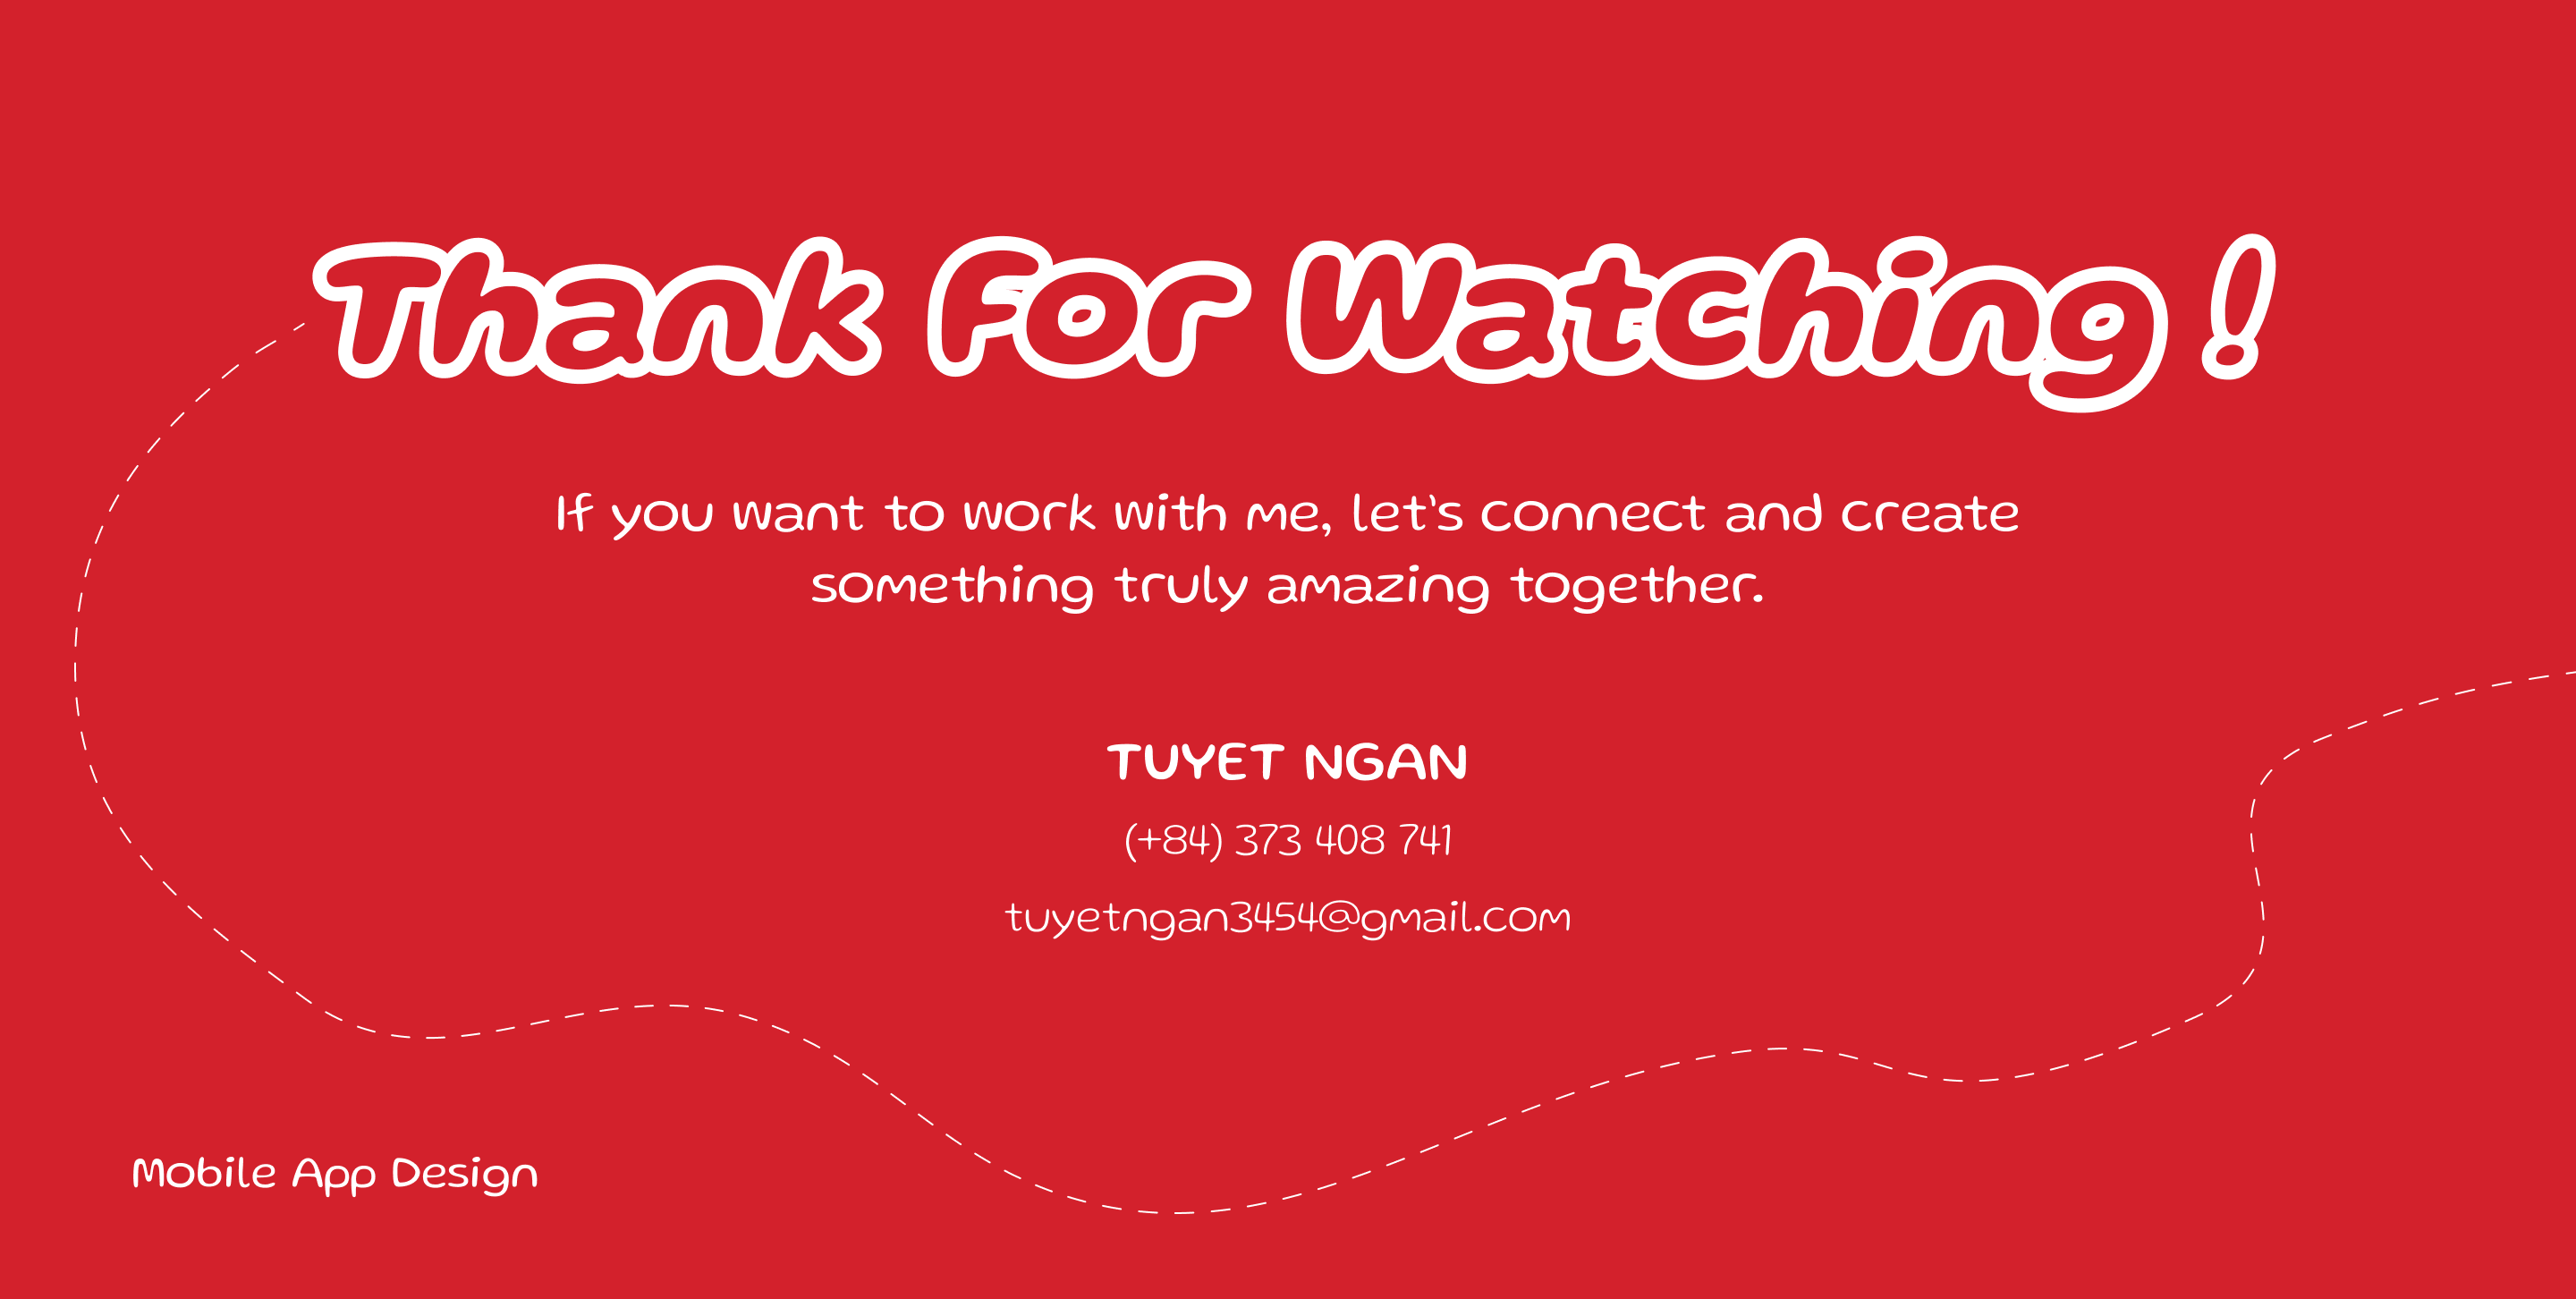 Thank For Watching !
If you want to work with me, let's connect and create
something truly amazing together.
TUYET NGAN
(+84) 373 408 741
tuyetngan3454@gmail.com
Mobile App Design